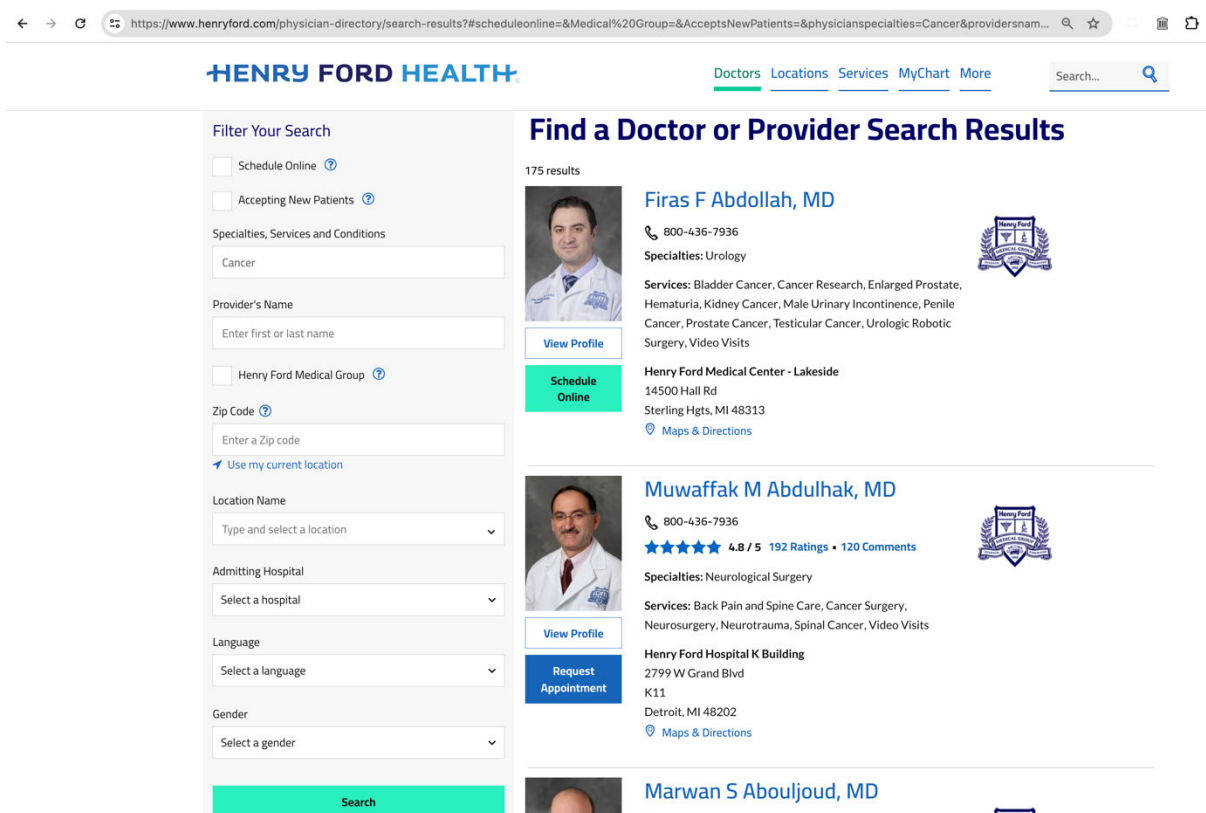 https://www.henryford.com/physician-directory/search-results?#scheduleonline=&Medical%20Group=&AcceptsNewPatients=&physicianspecialties=Cancer&providersnam...
HENRY FORD HEALTH
Doctors Locations Services MyChart More
Search...
Filter Your Search
Schedule Online
Accepting New Patients
Specialties, Services and Conditions
Cancer
Provider's Name
Enter first or last name
Henry Ford Medical Group
Zip Code
Enter a Zip code
Use my current location
Location Name
Type and select a location
Admitting Hospital
Select a hospital
Language
Select a language
Gender
Select a gender
Search
Find a Doctor or Provider Search Results
175 results
Firas F Abdollah, MD
800-436-7936
Specialties: Urology
Services: Bladder Cancer, Cancer Research, Enlarged Prostate,
Hematuria, Kidney Cancer, Male Urinary Incontinence, Penile
Cancer, Prostate Cancer, Testicular Cancer, Urologic Robotic
Surgery, Video Visits
Henry Ford Medical Center - Lakeside
14500 Hall Rd
Sterling Hgts, MI 48313
Maps & Directions
View Profile
Schedule
Online
Henry Ford
MEDICAL GROUP
Muwaffak M Abdulhak, MD
800-436-7936
4.8 / 5 192 Ratings • 120 Comments
Specialties: Neurological Surgery
Services: Back Pain and Spine Care, Cancer Surgery,
Neurosurgery, Neurotrauma, Spinal Cancer, Video Visits
Henry Ford Hospital K Building
2799 W Grand Blvd
K11
Detroit, MI 48202
Maps & Directions
View Profile
Request
Appointment
Henry Ford
MEDICAL GROUP
Marwan S Abouljoud, MD